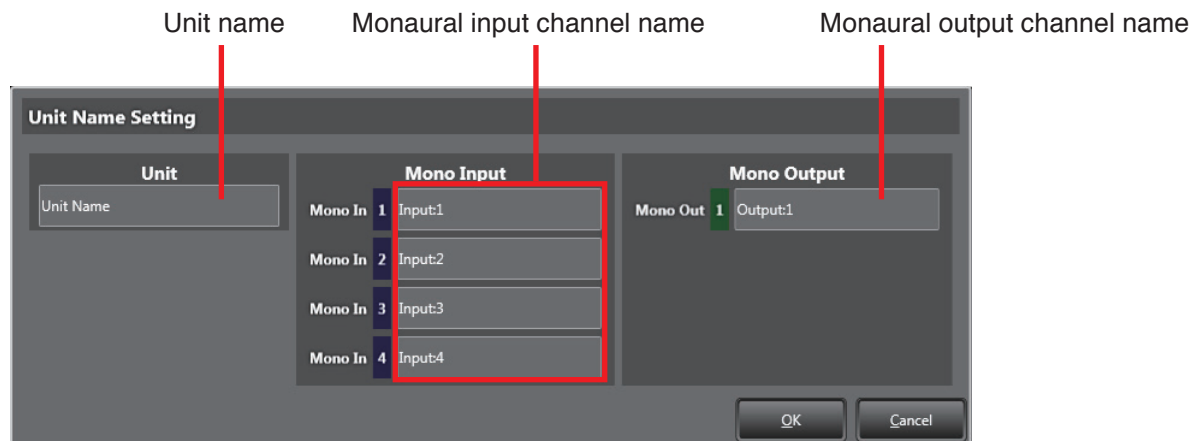 Unit name
Monaural input channel name
Monaural output channel name
Unit Name Setting
Unit
Unit Name
Mono Input
Mono In 1 Input:1
Mono In 2 Input:2
Mono In 3 Input:3
Mono In 4 Input:4
Mono Output
Mono Out 1 Output:1
OK
Cancel